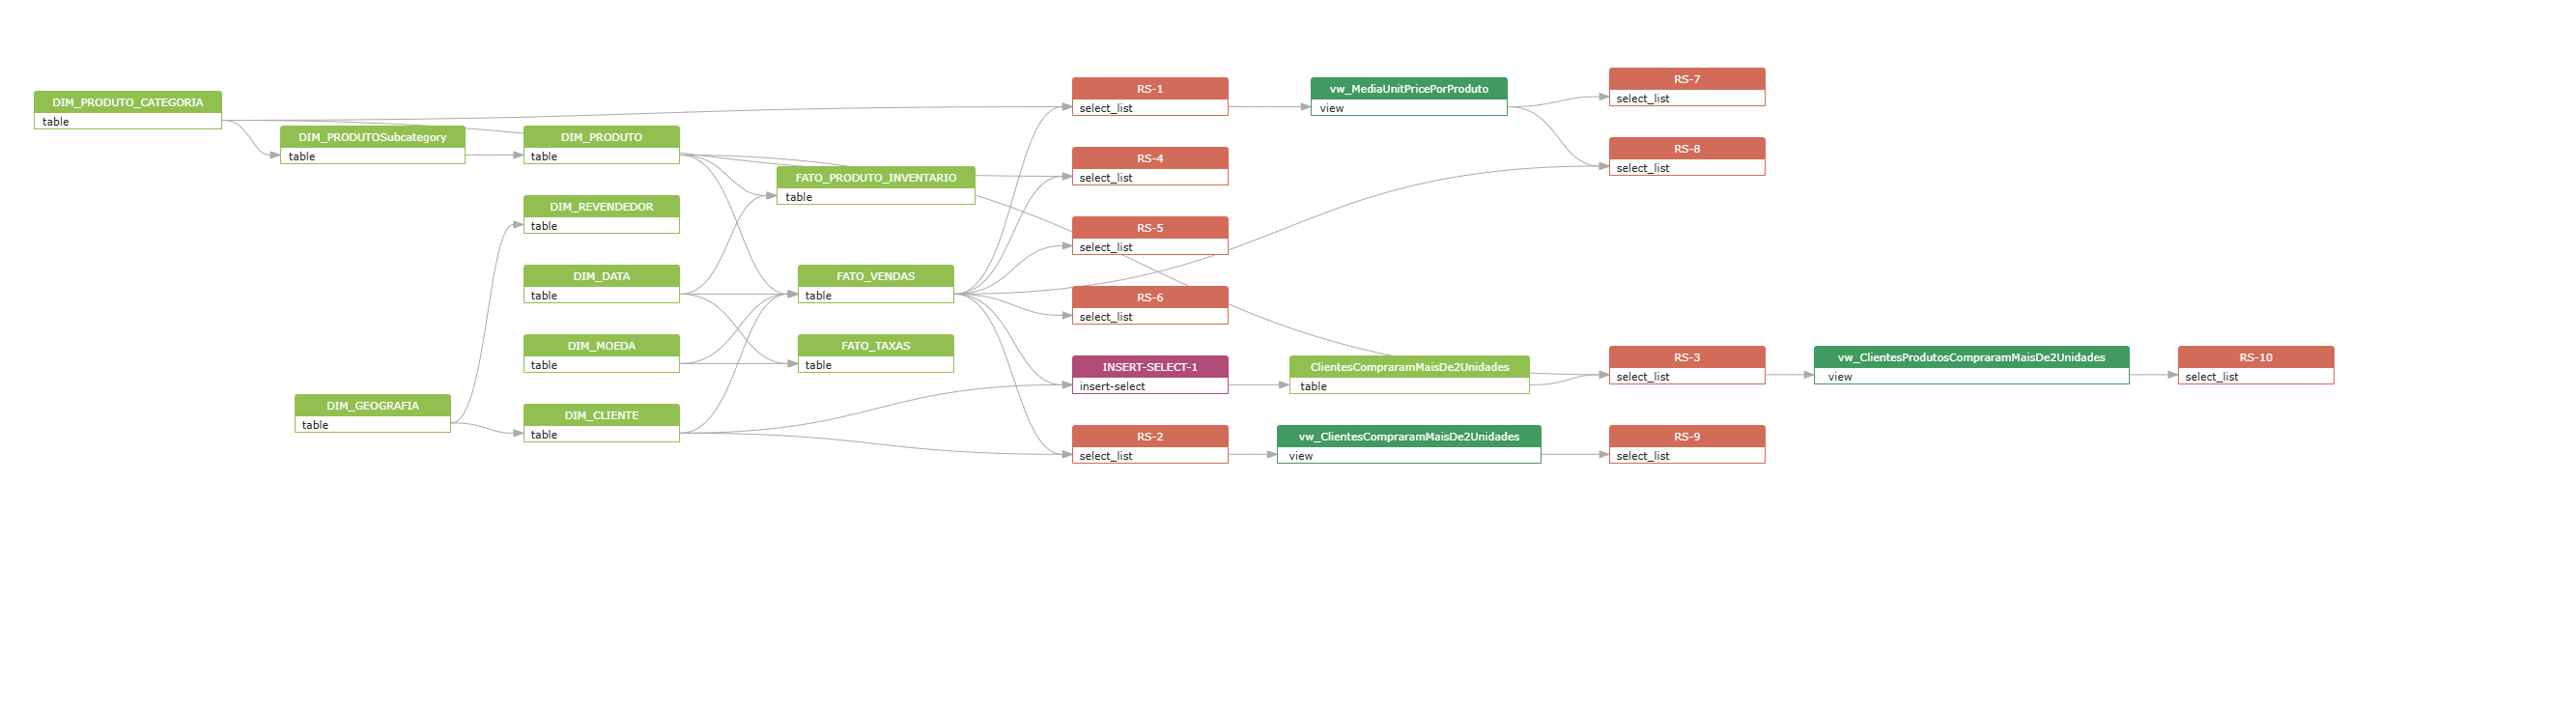 DIM_PRODUTO_CATEGORIA
table
DIM_PRODUTOSubcategory
table
DIM_GEOGRAFIA
table
DIM_PRODUTO
table
DIM_REVENDEDOR
table
DIM_DATA
table
DIM_MOEDA
table
DIM_CLIENTE
table
FATO_PRODUTO_INVENTARIO
table
FATO_VENDAS
table
FATO_TAXAS
table
RS-1
select_list
RS-4
select_list
RS-5
select_list
RS-6
select_list
INSERT-SELECT-1
insert-select
RS-2
select_list
vw_MediaUnitPricePorProduto
view
ClientesCompraramMaisDe2Unidades
table
vw_ClientesCompraramMaisDe2Unidades
view
RS-7
select_list
RS-8
select_list
RS-3
select_list
RS-9
select_list
vw_ClientesProdutosCompraramMaisDe2Unidades
view
RS-10
select_list